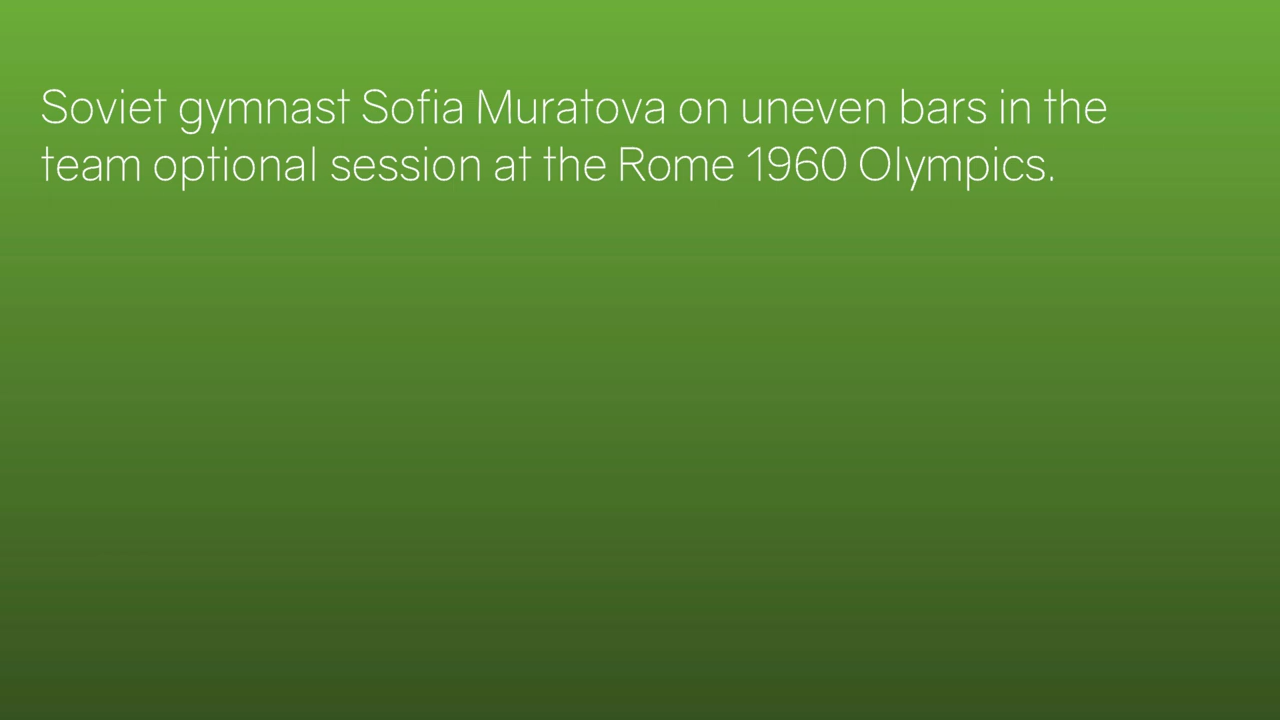 Soviet gymnast Sofia Muratova on uneven bars in the
team optional session at the Rome 1960 Olympics.